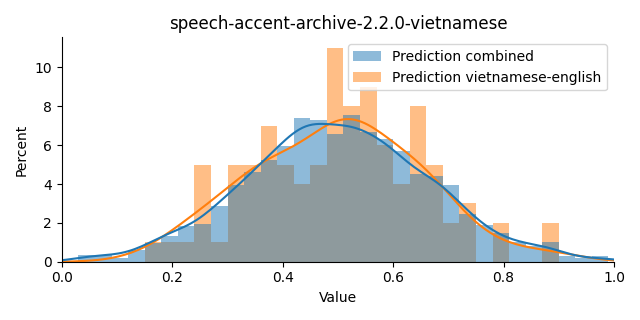 speech-accent-archive-2.2.0-vietnamese
Prediction combined
Prediction vietnamese-english
Percent
10
8
6
4
2
0
0.0 0.2 0.4 0.6 0.8 1.0
Value